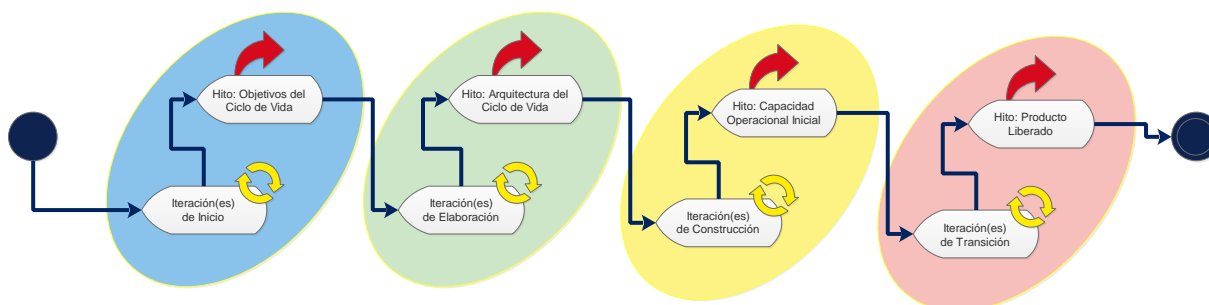 Hito: Objetivos del
Ciclo de Vida
Iteración(es)
de Inicio
Hito: Arquitectura del
Ciclo de Vida
Iteración(es)
de Elaboración
Hito: Capacidad
Operacional Inicial
Iteración(es)
de Construcción
Hito: Producto
Liberado
Iteración(es)
de Transición